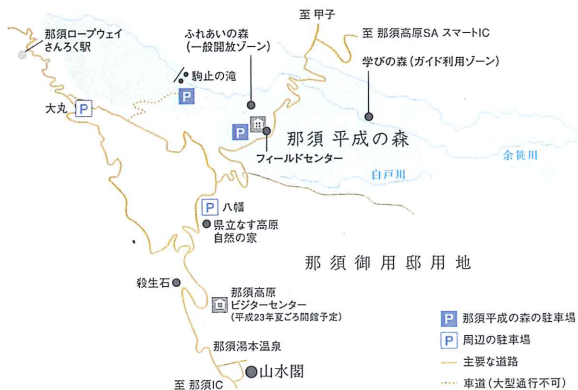 至 甲子
那須ロープウェイ
さんろく駅
ふれあいの森
(一般開放ゾーン)
至 那須高原SA スマートIC
駒止の滝
学びの森(ガイド利用ゾーン)
大丸
P
P
P
那須 平成の森
フィールドセンター
余笹川
白戸川
P
八幡
県立なす高原
自然の家
那須御用邸用地
殺生石
那須高原
ビジターセンター
(平成23年夏ごろ開館予定)
P 那須平成の森の駐車場
P 周辺の駐車場
主要な道路
車道(大型通行不可)
那須湯本温泉
山水閣
至 那須IC